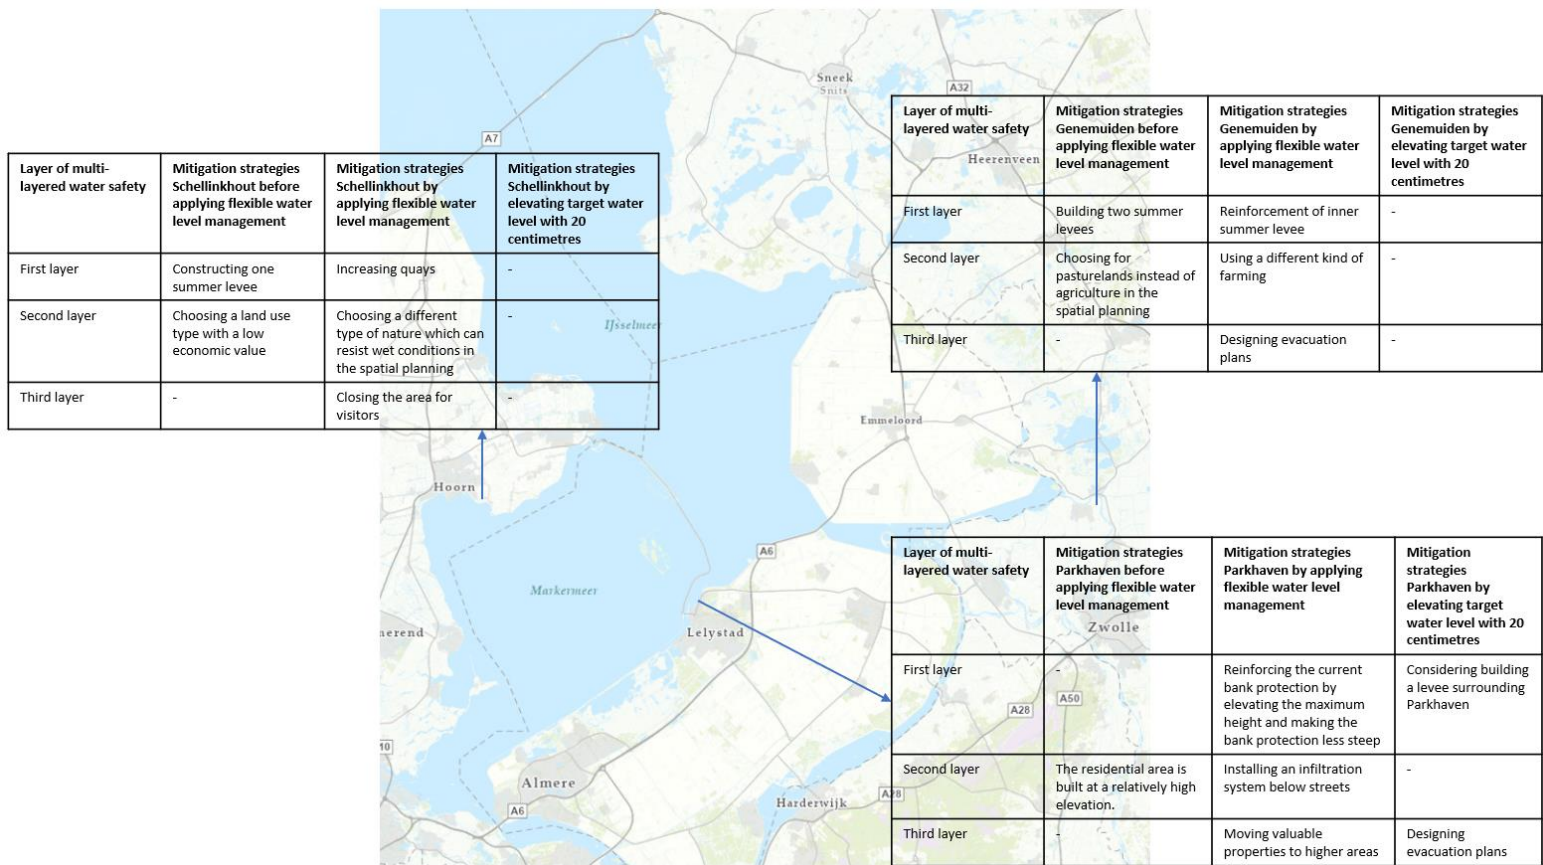 Sneek
Snits
A32
A7
Heerenveen
Layer of multi-
layered water safety
Mitigation strategies
Schellinkhout before
applying flexible water
level management
Mitigation strategies
Schellinkhout by
applying flexible water
level management
Mitigation strategies
Schellinkhout by
elevating target water
level with 20
centimetres
First layer
Constructing one
summer levee
Increasing quays
-
Second layer
Choosing a land use
type with a low
economic value
Choosing a different
type of nature which can
resist wet conditions in
the spatial planning
-
Third layer
-
Closing the area for
visitors
-
Layer of multi-
layered water safety
Mitigation strategies
Genemuiden before
applying flexible water
level management
Mitigation strategies
Genemuiden by
applying flexible water
level management
Mitigation strategies
Genemuiden by
elevating target water
level with 20
centimetres
First layer
Building two summer
levees
Reinforcement of inner
summer levee
-
Second layer
Choosing for
pasturelands instead of
agriculture in the
spatial planning
Using a different kind of
farming
-
Third layer
-
Designing evacuation
plans
-
IJsselmeer
Emmeloord
Hoorn
A6
Markermeer
Lelystad
merend
Zwolle
A50
A28
10
Almere
A6
Harderwijk
A28
Layer of multi-
layered water safety
Mitigation strategies
Parkhaven before
applying flexible water
level management
Mitigation strategies
Parkhaven by applying
flexible water level
management
Mitigation
strategies
Parkhaven by
elevating target
water level with 20
centimetres
First layer
-
Reinforcing the current
bank protection by
elevating the maximum
height and making the
bank protection less steep
Considering building
a levee surrounding
Parkhaven
Second layer
The residential area is
built at a relatively high
elevation.
Installing an infiltration
system below streets
-
Third layer
-
Moving valuable
properties to higher areas
Designing
evacuation plans